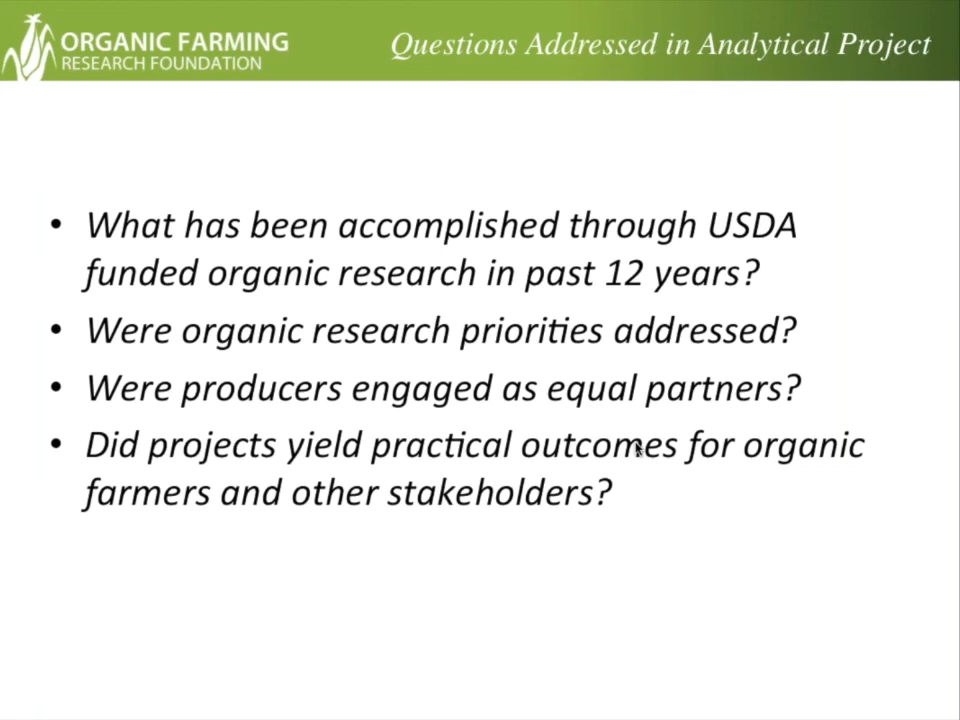 ORGANIC FARMING
RESEARCH FOUNDATION
Questions Addressed in Analytical Project
• What has been accomplished through USDA
funded organic research in past 12 years?
• Were organic research priorities addressed?
• Were producers engaged as equal partners?
• Did projects yield practical outcomes for organic
farmers and other stakeholders?